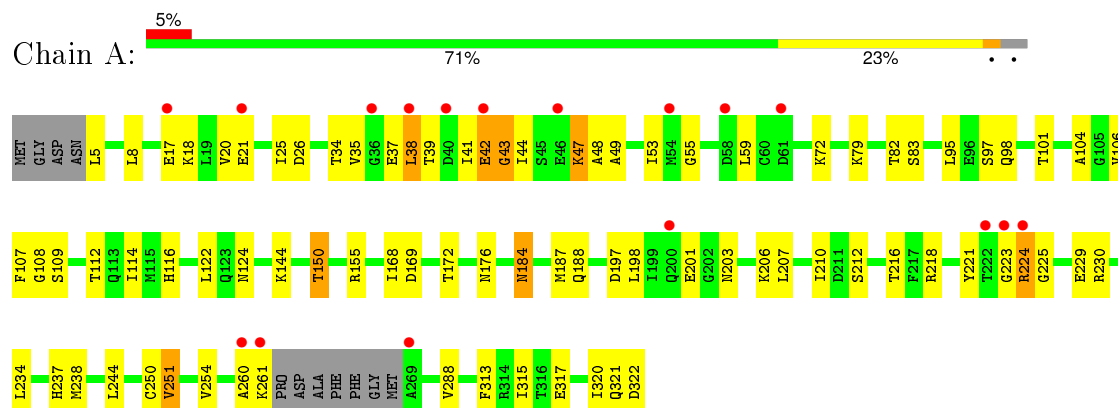 5%
Chain A:
71% 23% • •
MET GLY ASP ASN L5 L8 E17 K18 L19 V20 E21 I25 D26 T34 V35 G36 E37 L38 T39 D40 I41 E42 G43 I44 S45 E46 K47 A48 A49 I53 M54 G55 D58 L59 C60 D61 K72 K79 T82 S83 L95 E96 S97 Q98 T101 A104 G105 V106
F107 G108 S109 T112 Q113 I114 M115 H116 L122 Q123 N124 K144 T150 R155 I168 D169 T172 N176 N184 M187 Q188 D197 L198 I199 Q200 E201 G202 N203 K206 L207 I210 D211 S212 T216 F217 R218 Y221 T222 G223 R224 G225 E229 R230
L234 H237 M238 L244 C250 V251 V254 A260 K261 PRO ASP ALA PHE PHE GLY MET A269 V288 F313 R314 I315 T316 E317 I320 Q321 D322